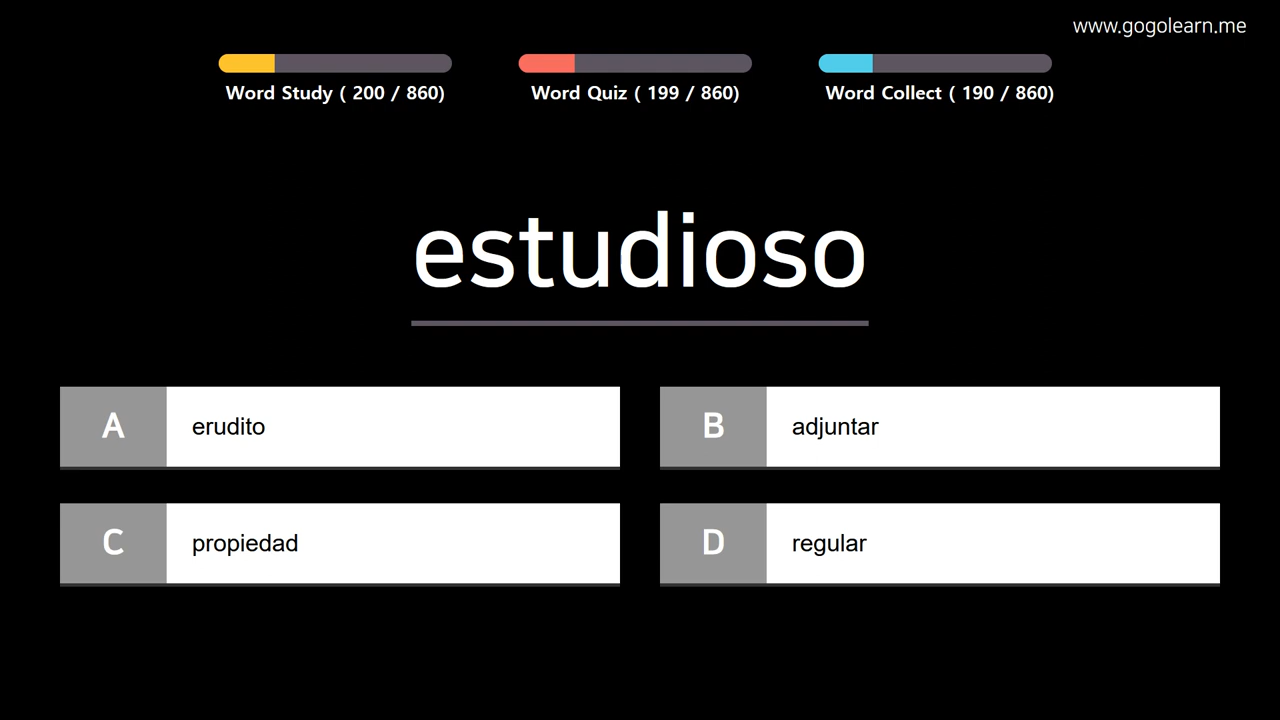 www.gogolearn.me
Word Study ( 200 / 860)
Word Quiz ( 199 / 860)
Word Collect ( 190 / 860)
estudioso
A
erudito
B
adjuntar
C
propiedad
D
regular